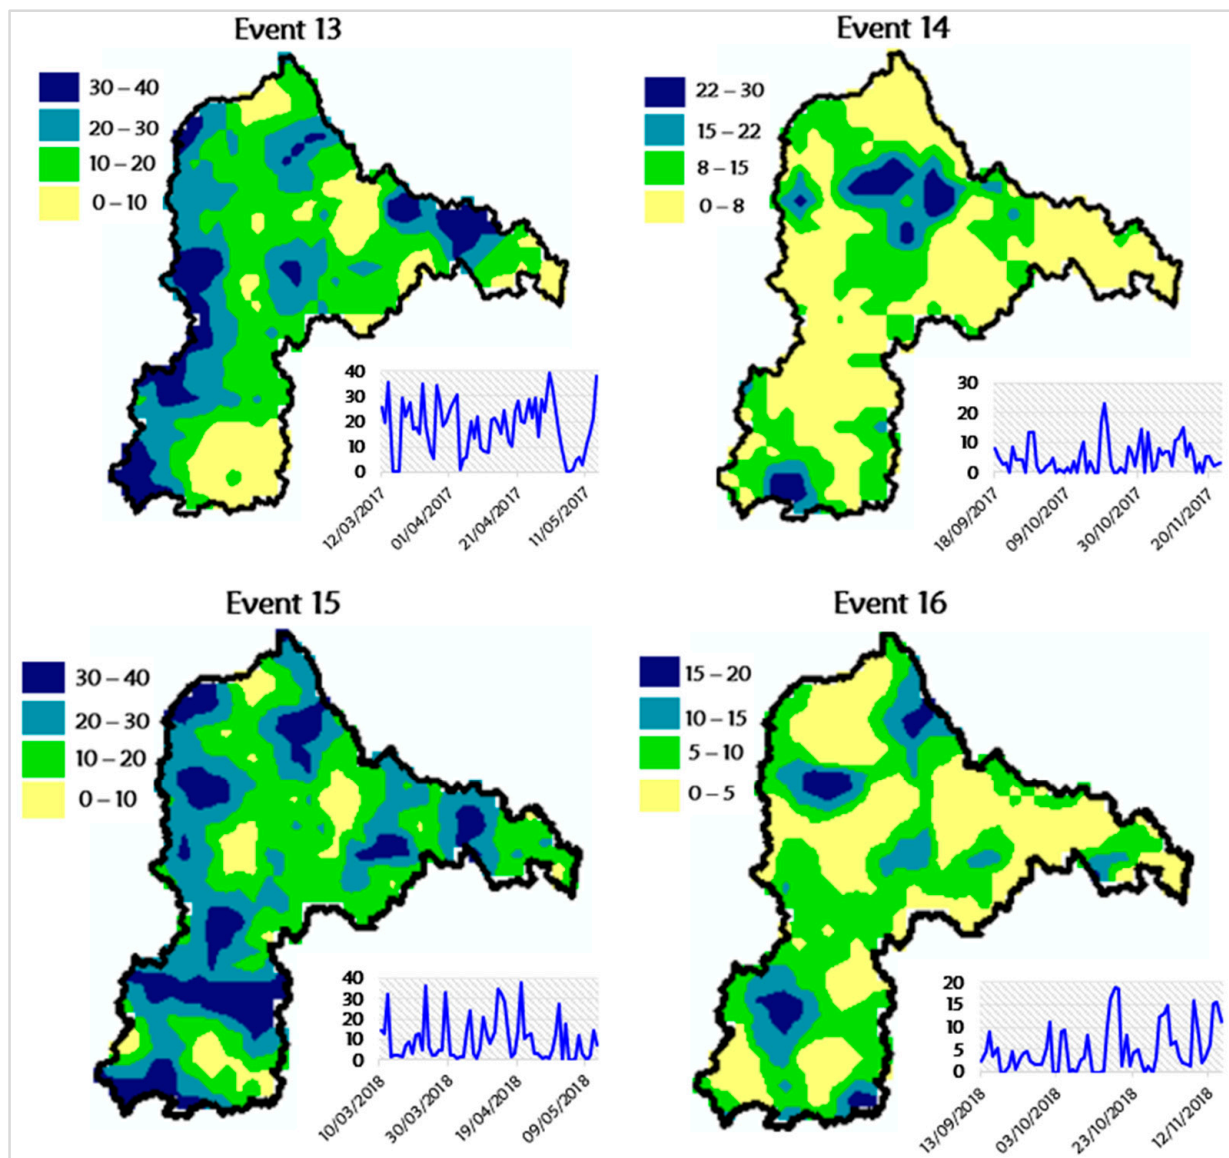 Event 13
30 – 40
20 – 30
10 – 20
0 – 10
40
30
20
10
0
12/03/2017
01/04/2017
21/04/2017
11/05/2017
Event 14
22 – 30
15 – 22
8 – 15
0 – 8
30
20
10
0
18/09/2017
09/10/2017
30/10/2017
20/11/2017
Event 15
30 – 40
20 – 30
10 – 20
0 – 10
40
30
20
10
0
10/03/2018
30/03/2018
19/04/2018
09/05/2018
Event 16
15 – 20
10 – 15
5 – 10
0 – 5
20
15
10
5
0
13/09/2018
03/10/2018
23/10/2018
12/11/2018